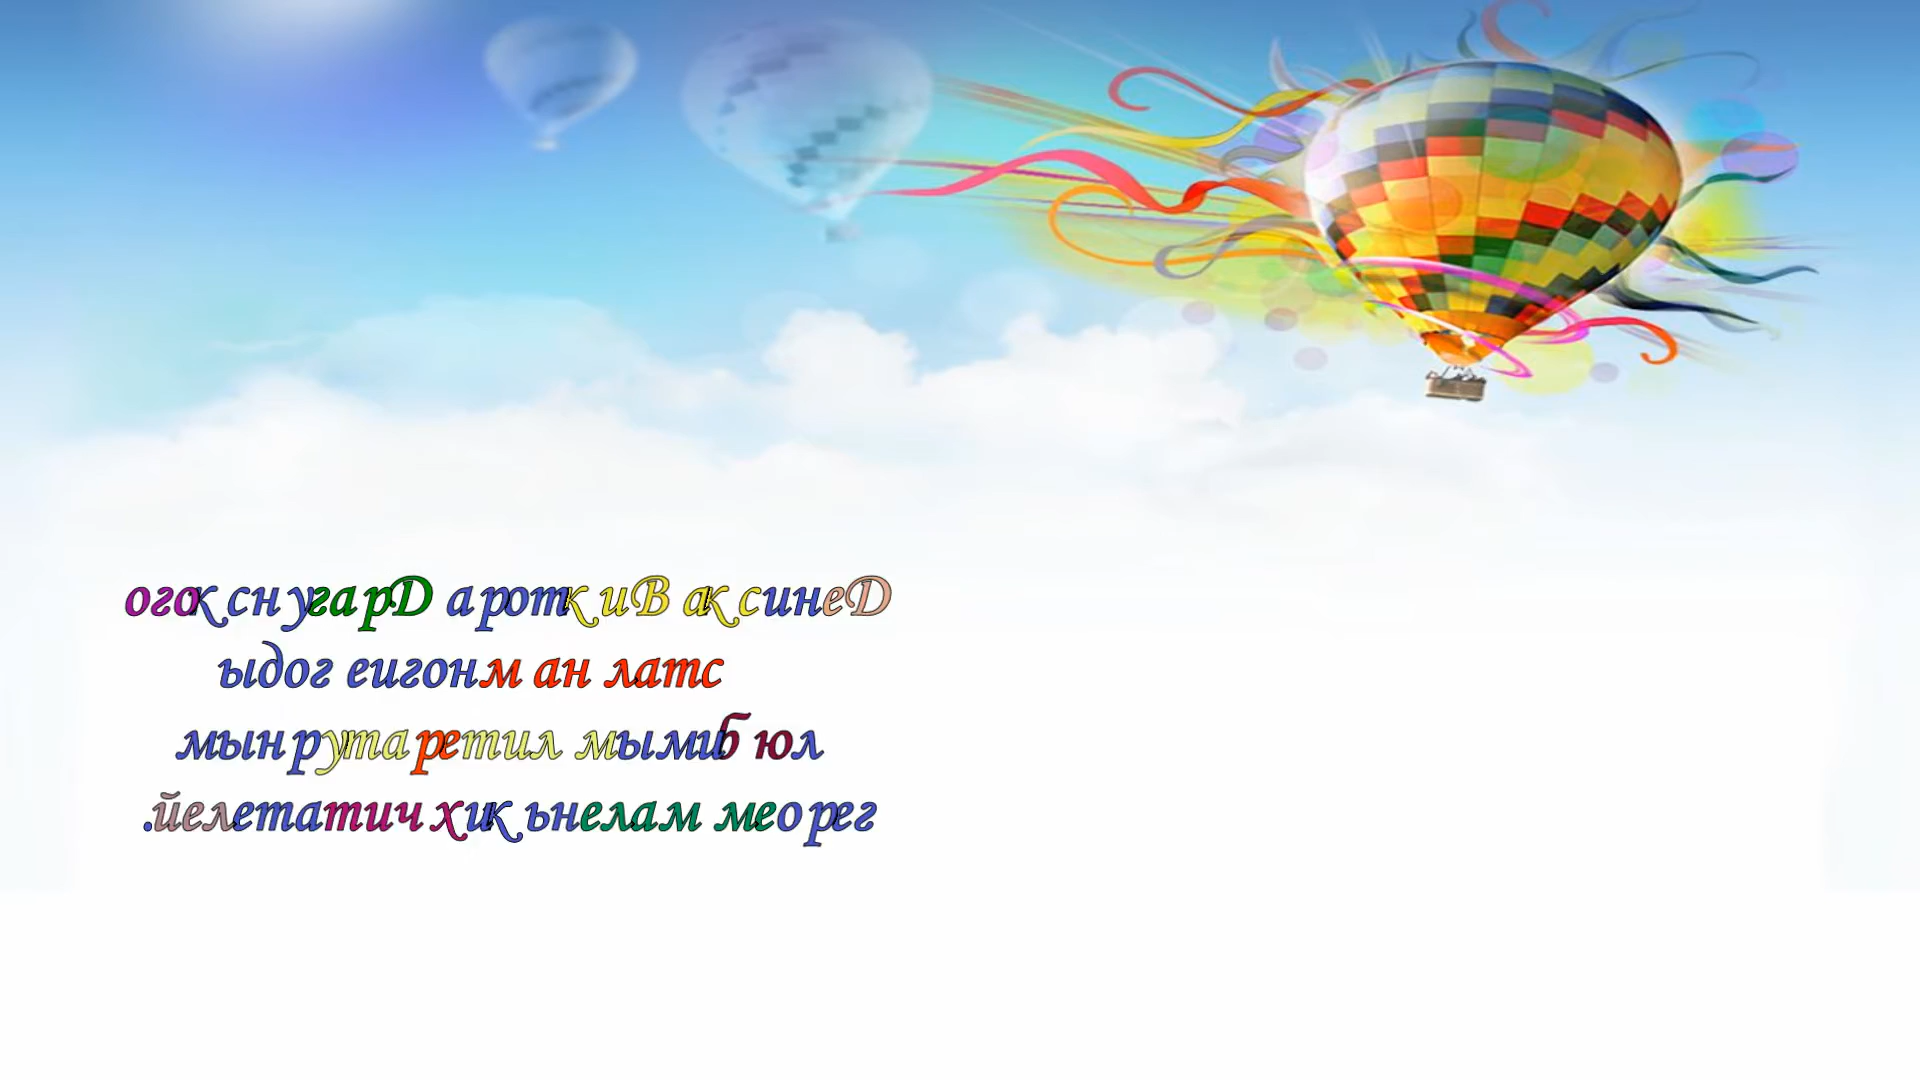 огокснугарД ароткиВ аксинеД
ыдог еигонм ан латс
мынрутаретил мымибюл
.йелетатич хикьнелам меорег